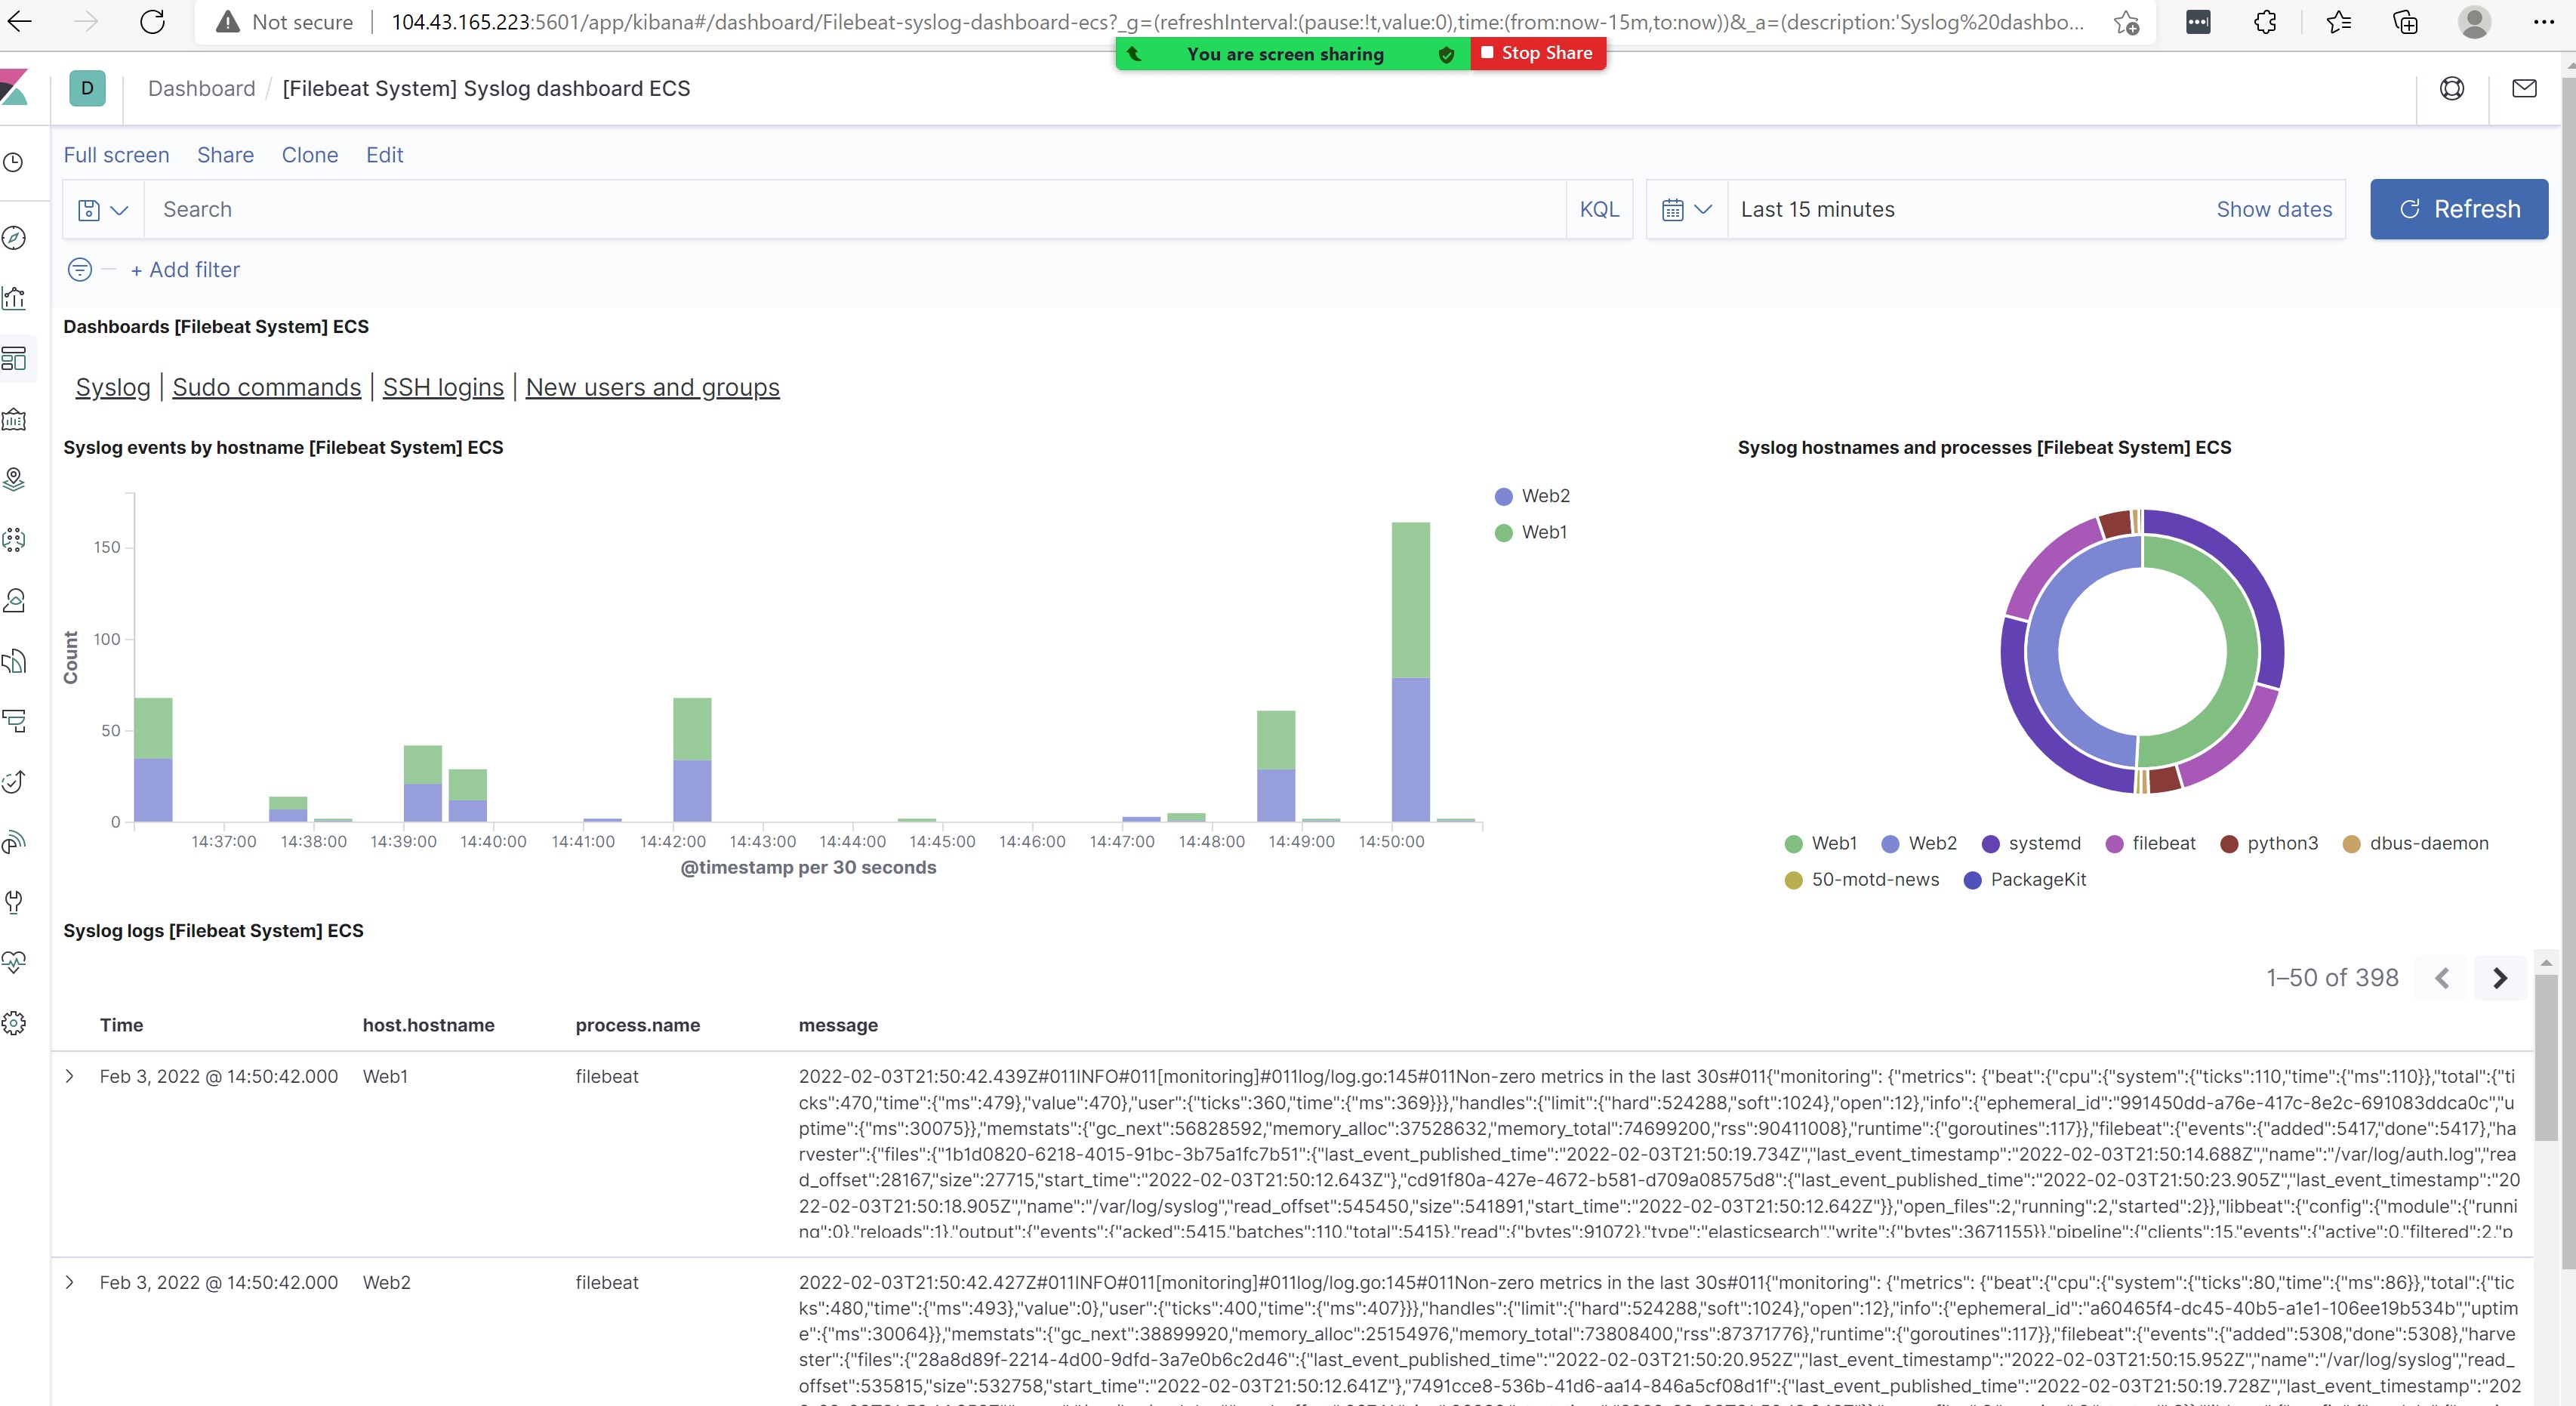 Not secure
104.43.165.223:5601/app/kibana#/dashboard/Filebeat-syslog-dashboard-ecs?_g=(refreshInterval:(pause:!t,value:0),time:(from:now-15m,to:now))&_a=(description:'Syslog%20dashbo...
You are screen sharing
Stop Share
D
Dashboard / [Filebeat System] Syslog dashboard ECS
Full screen Share Clone Edit
Search KQL Last 15 minutes Show dates Refresh
+ Add filter
Dashboards [Filebeat System] ECS
Syslog | Sudo commands | SSH logins | New users and groups
Syslog events by hostname [Filebeat System] ECS
Count
150
100
50
0
14:37:00 14:38:00 14:39:00 14:40:00 14:41:00 14:42:00 14:43:00 14:44:00 14:45:00 14:46:00 14:47:00 14:48:00 14:49:00 14:50:00
@timestamp per 30 seconds
Web2
Web1
Syslog hostnames and processes [Filebeat System] ECS
Web1 Web2 systemd filebeat python3 dbus-daemon
50-motd-news PackageKit
Syslog logs [Filebeat System] ECS
1–50 of 398
Time host.hostname process.name message
Feb 3, 2022 @ 14:50:42.000 Web1 filebeat 2022-02-03T21:50:42.439Z#011INFO#011[monitoring]#011log/log.go:145#011Non-zero metrics in the last 30s#011{"monitoring": {"metrics": {"beat":{"cpu":{"system":{"ticks":110,"time":{"ms":110}},"total":{"ti
cks":470,"time":{"ms":479},"value":470},"user":{"ticks":360,"time":{"ms":369}}},"handles":{"limit":{"hard":524288,"soft":1024},"open":12},"info":{"ephemeral_id":"991450dd-a76e-417c-8e2c-691083ddca0c","u
ptime":{"ms":30075}},"memstats":{"gc_next":56828592,"memory_alloc":37528632,"memory_total":74699200,"rss":90411008},"runtime":{"goroutines":117}},"filebeat":{"events":{"added":5417,"done":5417},"ha
rvester":{"files":{"1b1d0820-6218-4015-91bc-3b75a1fc7b51":{"last_event_published_time":"2022-02-03T21:50:19.734Z","last_event_timestamp":"2022-02-03T21:50:14.688Z","name":"/var/log/auth.log","rea
d_offset":28167,"size":27715,"start_time":"2022-02-03T21:50:12.643Z"},"cd91f80a-427e-4672-b581-d709a08575d8":{"last_event_published_time":"2022-02-03T21:50:23.905Z","last_event_timestamp":"20
22-02-03T21:50:18.905Z","name":"/var/log/syslog","read_offset":545450,"size":541891,"start_time":"2022-02-03T21:50:12.642Z"}},"open_files":2,"running":2,"started":2}},"libbeat":{"config":{"module":{"runni
ng":0},"reloads":1},"output":{"events":{"acked":5415,"batches":110,"total":5415},"read":{"bytes":91072},"type":"elasticsearch","write":{"bytes":3671155}},"pipeline":{"clients":15,"events":{"active":0,"filtered":2,"p
Feb 3, 2022 @ 14:50:42.000 Web2 filebeat 2022-02-03T21:50:42.427Z#011INFO#011[monitoring]#011log/log.go:145#011Non-zero metrics in the last 30s#011{"monitoring": {"metrics": {"beat":{"cpu":{"system":{"ticks":80,"time":{"ms":86}},"total":{"tic
ks":480,"time":{"ms":493},"value":0},"user":{"ticks":400,"time":{"ms":407}}},"handles":{"limit":{"hard":524288,"soft":1024},"open":12},"info":{"ephemeral_id":"a60465f4-dc45-40b5-a1e1-106ee19b534b","uptim
e":{"ms":30064}},"memstats":{"gc_next":38899920,"memory_alloc":25154976,"memory_total":73808400,"rss":87371776},"runtime":{"goroutines":117}},"filebeat":{"events":{"added":5308,"done":5308},"harve
ster":{"files":{"28a8d89f-2214-4d00-9dfd-3a7e0b6c2d46":{"last_event_published_time":"2022-02-03T21:50:20.952Z","last_event_timestamp":"2022-02-03T21:50:15.952Z","name":"/var/log/syslog","read_
offset":535815,"size":532758,"start_time":"2022-02-03T21:50:12.641Z"},"7491cce8-536b-41d6-aa14-846a5cf08d1f":{"last_event_published_time":"2022-02-03T21:50:19.728Z","last_event_timestamp":"202